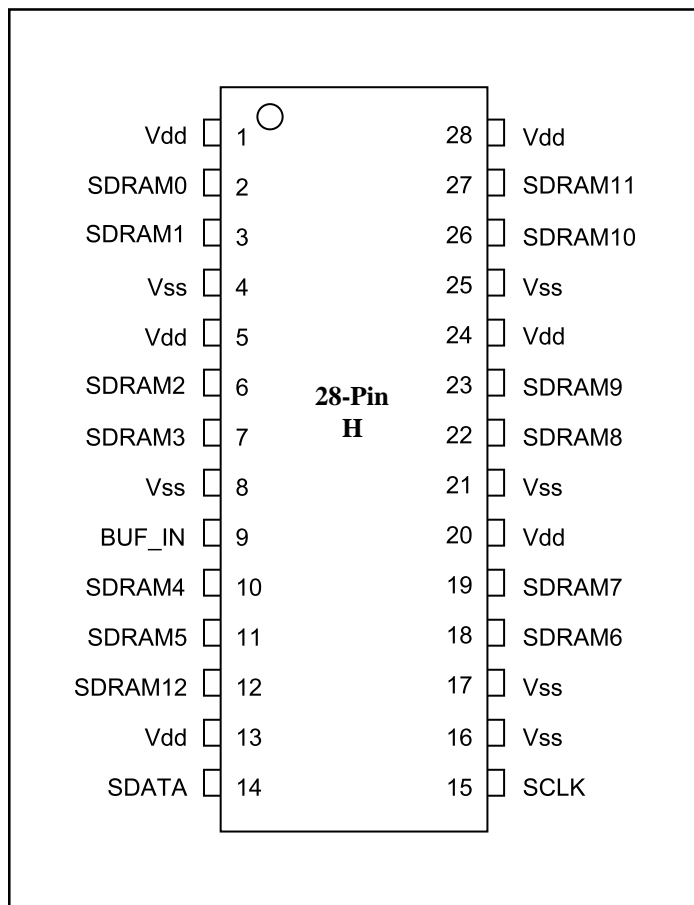 Vdd 1 28 Vdd
SDRAM0 2 27 SDRAM11
SDRAM1 3 26 SDRAM10
Vss 4 25 Vss
Vdd 5 24 Vdd
SDRAM2 6 23 SDRAM9
28-Pin
H
SDRAM3 7 22 SDRAM8
Vss 8 21 Vss
BUF_IN 9 20 Vdd
SDRAM4 10 19 SDRAM7
SDRAM5 11 18 SDRAM6
SDRAM12 12 17 Vss
Vdd 13 16 Vss
SDATA 14 15 SCLK